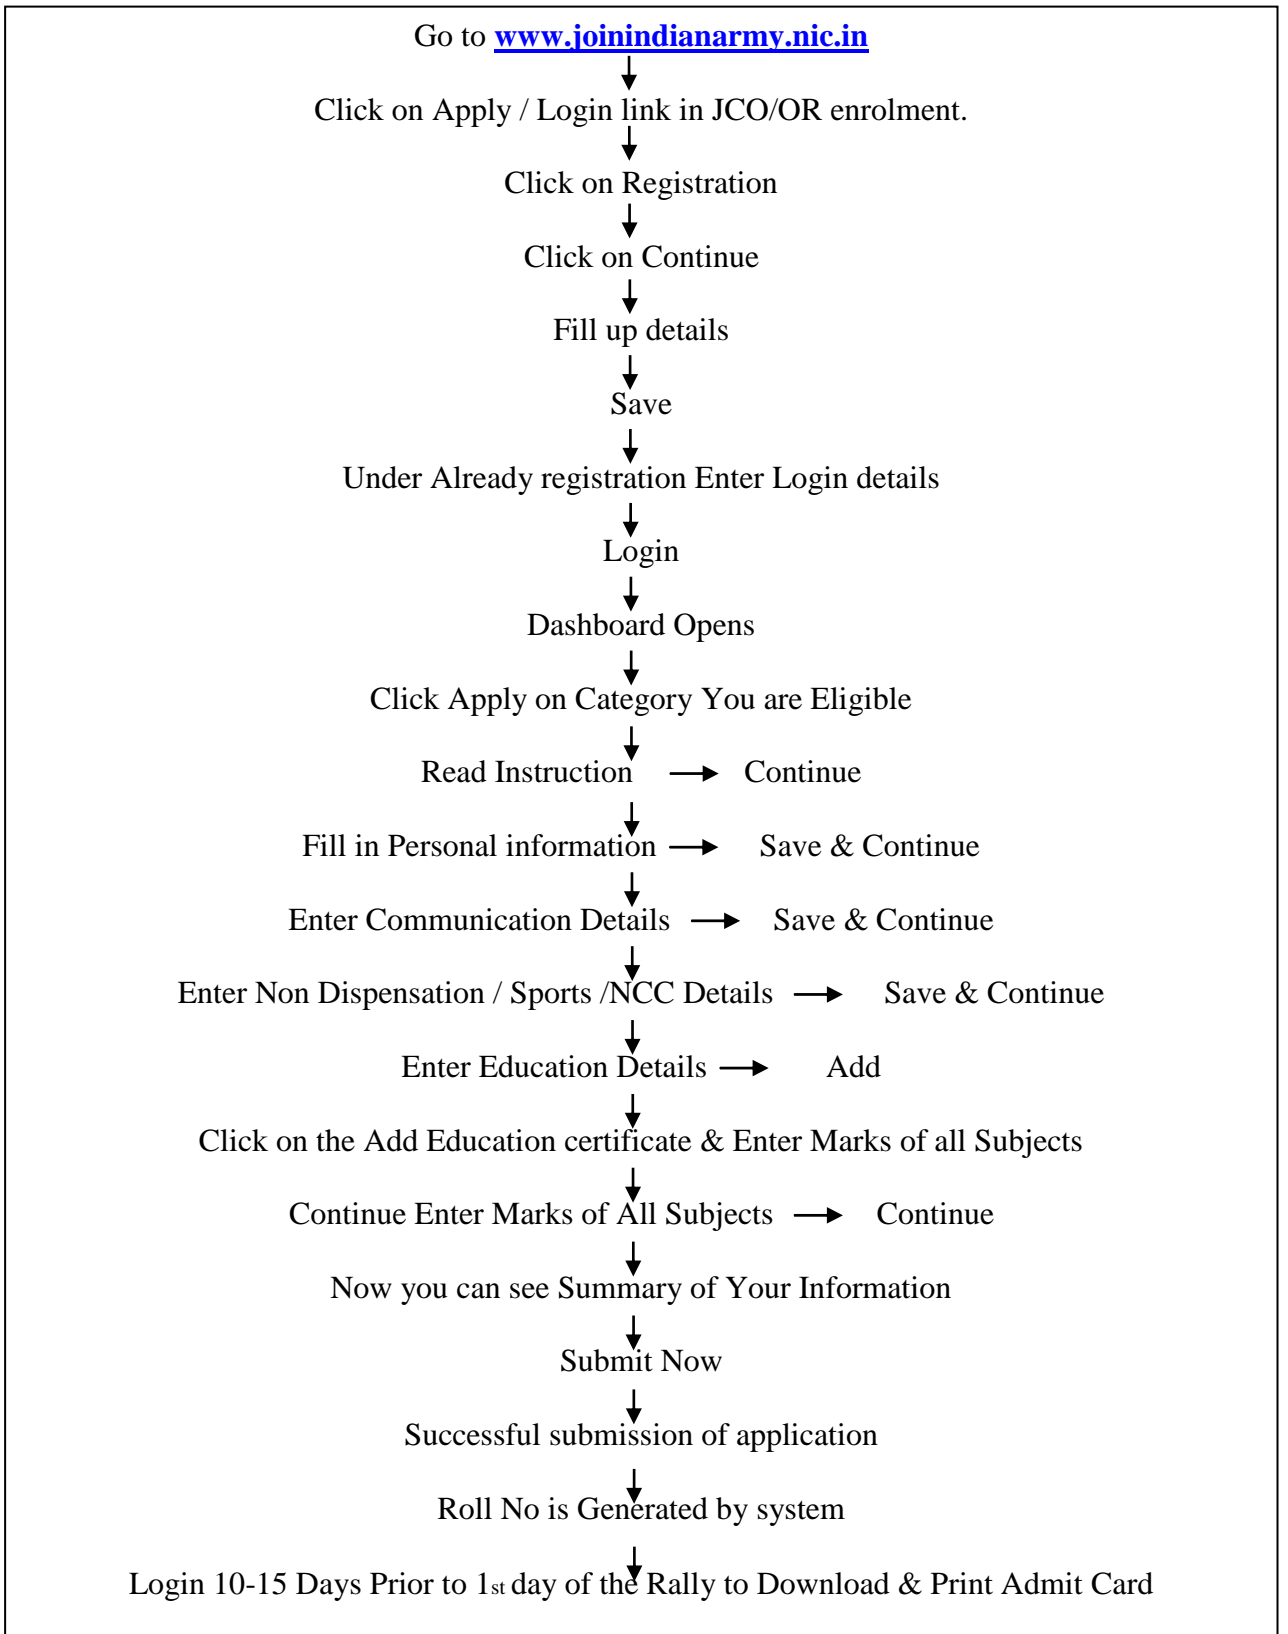 Go to www.joinindianarmy.nic.in
Click on Apply / Login link in JCO/OR enrolment.
Click on Registration
Click on Continue
Fill up details
Save
Under Already registration Enter Login details
Login
Dashboard Opens
Click Apply on Category You are Eligible
Read Instruction → Continue
Fill in Personal information → Save & Continue
Enter Communication Details → Save & Continue
Enter Non Dispensation / Sports /NCC Details → Save & Continue
Enter Education Details → Add
Click on the Add Education certificate & Enter Marks of all Subjects
Continue Enter Marks of All Subjects → Continue
Now you can see Summary of Your Information
Submit Now
Successful submission of application
Roll No is Generated by system
Login 10-15 Days Prior to 1st day of the Rally to Download & Print Admit Card